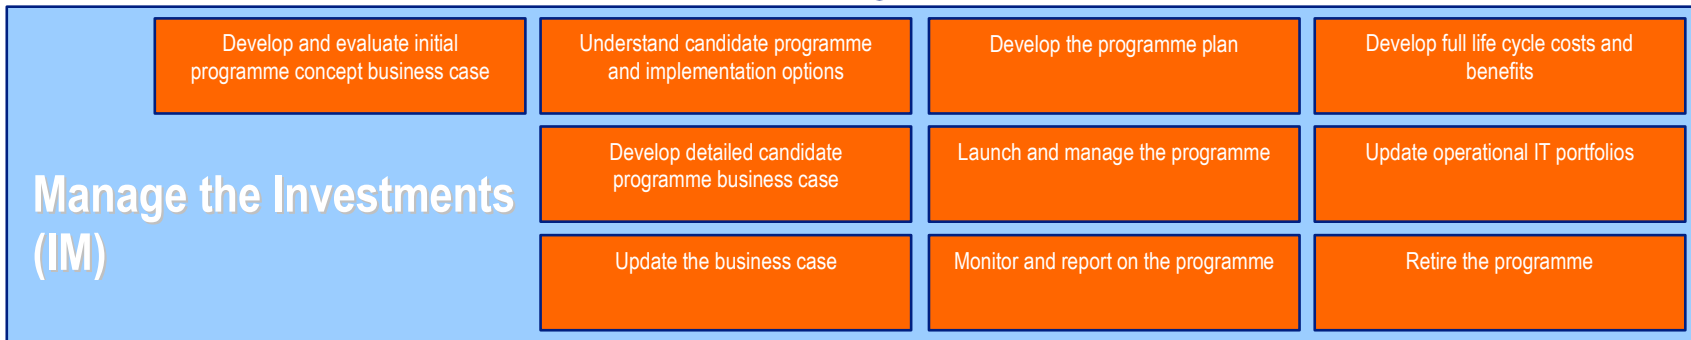 Develop and evaluate initial
programme concept business case
Understand candidate programme
and implementation options
Develop the programme plan
Develop full life cycle costs and
benefits
Manage the Investments
(IM)
Develop detailed candidate
programme business case
Launch and manage the programme
Update operational IT portfolios
Update the business case
Monitor and report on the programme
Retire the programme